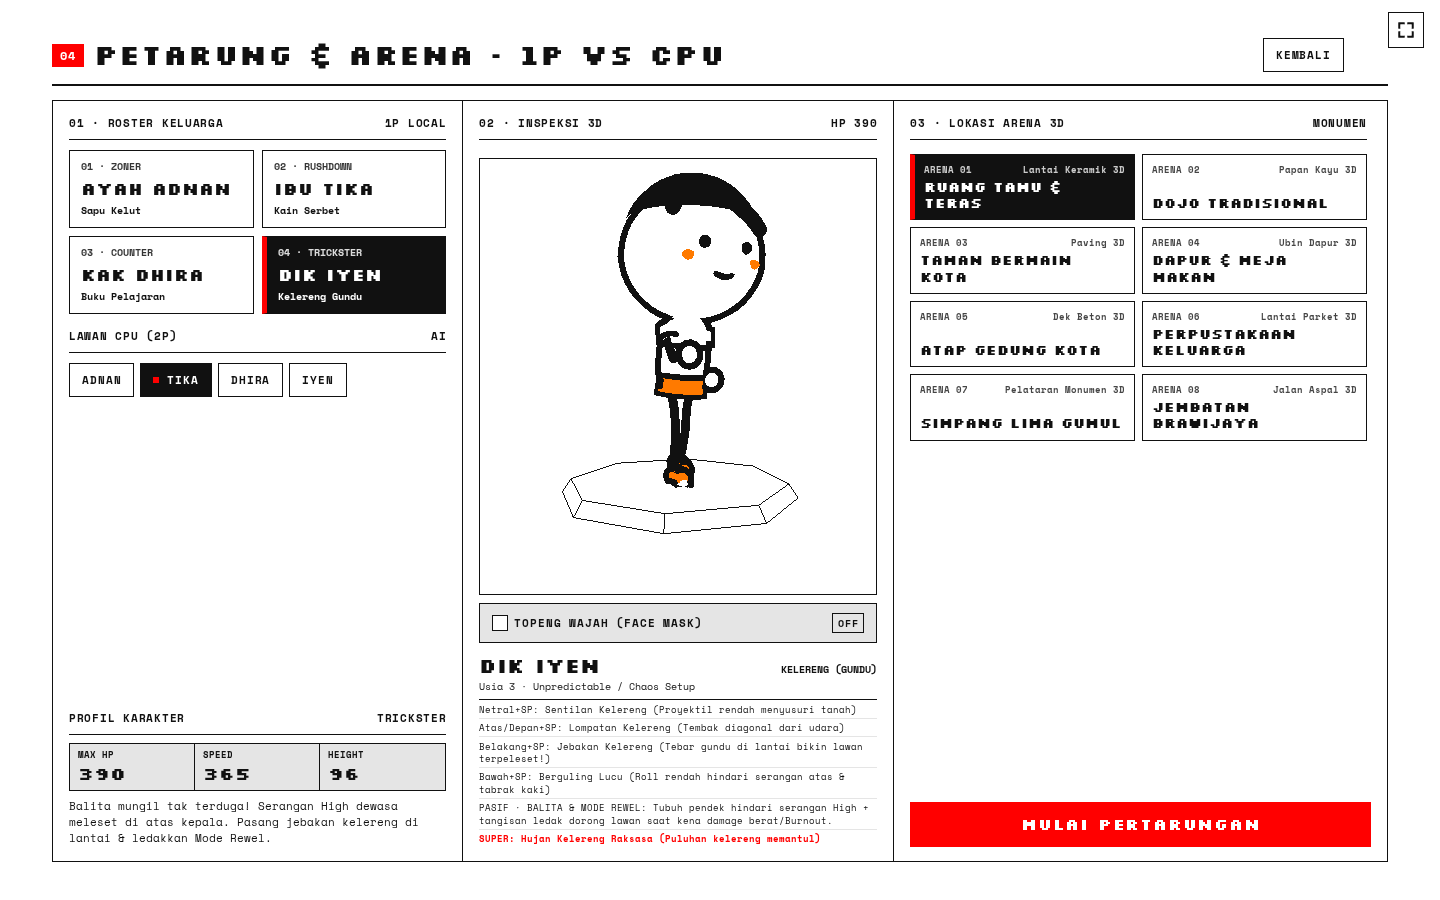 04 PETARUNG & ARENA - 1P VS CPU
KEMBALI
01 · ROSTER KELUARGA 1P LOCAL
01 · ZONER
AYAH ADNAN
Sapu Kelut
02 · RUSHDOWN
IBU TIKA
Kain Serbet
03 · COUNTER
KAK DHIRA
Buku Pelajaran
04 · TRICKSTER
DIK IYEN
Kelereng Gundu
LAWAN CPU (2P) AI
ADNAN TIKA DHIRA IYEN
PROFIL KARAKTER TRICKSTER
MAX HP
390
SPEED
365
HEIGHT
96
Balita mungil tak terduga! Serangan High dewasa
meleset di atas kepala. Pasang jebakan kelereng di
lantai & ledakkan Mode Rewel.
02 · INSPEKSI 3D HP 390
TOPENG WAJAH (FACE MASK) OFF
DIK IYEN KELERENG (GUNDU)
Usia 3 · Unpredictable / Chaos Setup
Netral+SP: Sentilan Kelereng (Proyektil rendah menyusuri tanah)
Atas/Depan+SP: Lompatan Kelereng (Tembak diagonal dari udara)
Belakang+SP: Jebakan Kelereng (Tebar gundu di lantai bikin lawan
terpeleset!)
Bawah+SP: Berguling Lucu (Roll rendah hindari serangan atas &
tabrak kaki)
PASIF · BALITA & MODE REWEL: Tubuh pendek hindari serangan High +
tangisan ledak dorong lawan saat kena damage berat/Burnout.
SUPER: Hujan Kelereng Raksasa (Puluhan kelereng memantul)
03 · LOKASI ARENA 3D MONUMEN
ARENA 01 Lantai Keramik 3D
RUANG TAMU &
TERAS
ARENA 02 Papan Kayu 3D
DOJO TRADISIONAL
ARENA 03 Paving 3D
TAMAN BERMAIN
KOTA
ARENA 04 Ubin Dapur 3D
DAPUR & MEJA
MAKAN
ARENA 05 Dek Beton 3D
ATAP GEDUNG KOTA
ARENA 06 Lantai Parket 3D
PERPUSTAKAAN
KELUARGA
ARENA 07 Pelataran Monumen 3D
SIMPANG LIMA GUMUL
ARENA 08 Jalan Aspal 3D
JEMBATAN
BRAWIJAYA
MULAI PERTARUNGAN